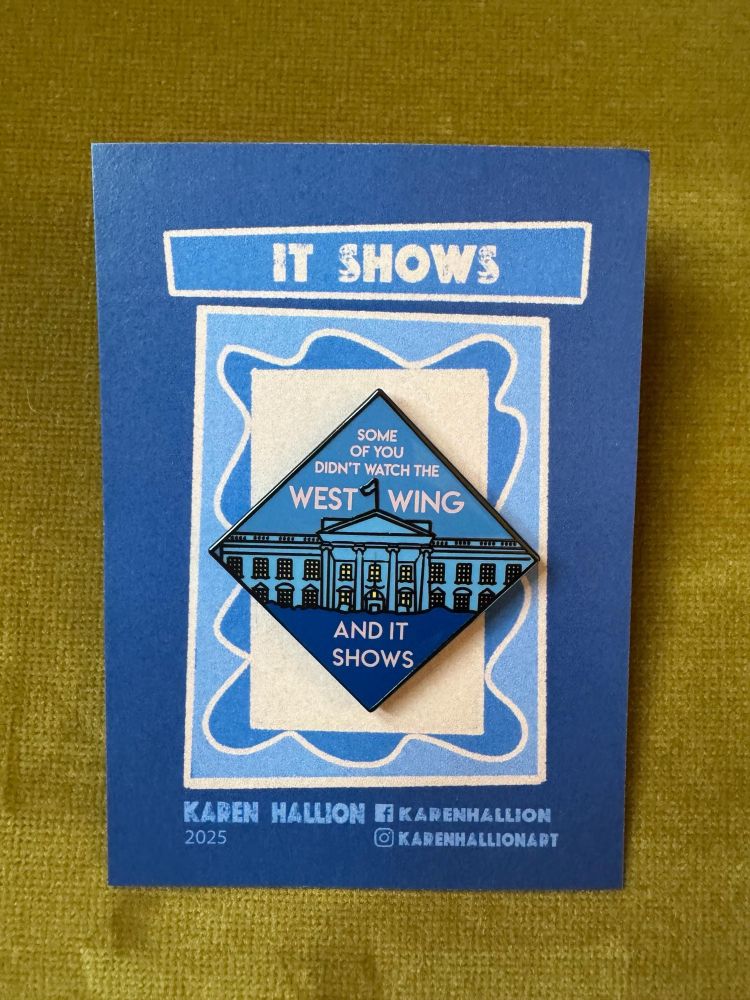 IT SHOWS
SOME
OF YOU
DIDN'T WATCH THE
WEST WING
AND IT
SHOWS
KAREN HALLION KARENHALLION
2025 KARENHALLIONART